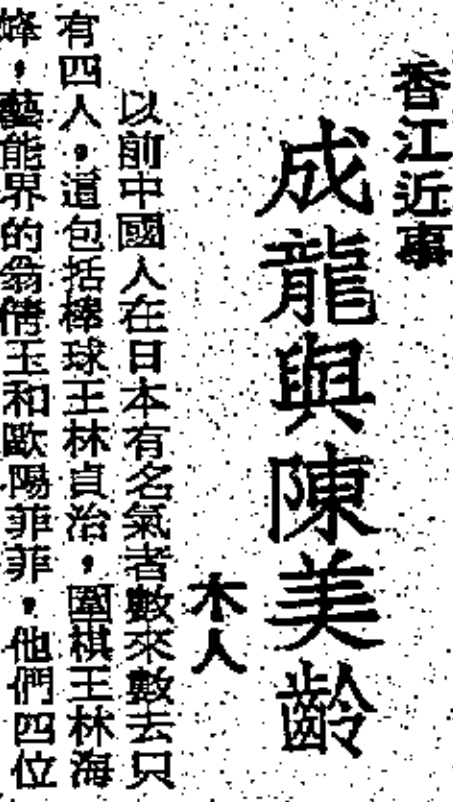 香江近事
成龍與陳美齡
木人
以前中國人在日本有名氣者數來數去只
有四人，這包括棒球王林貞治，圍棋王林海
峰，藝能界的翁倩玉和歐陽菲菲，他們四位